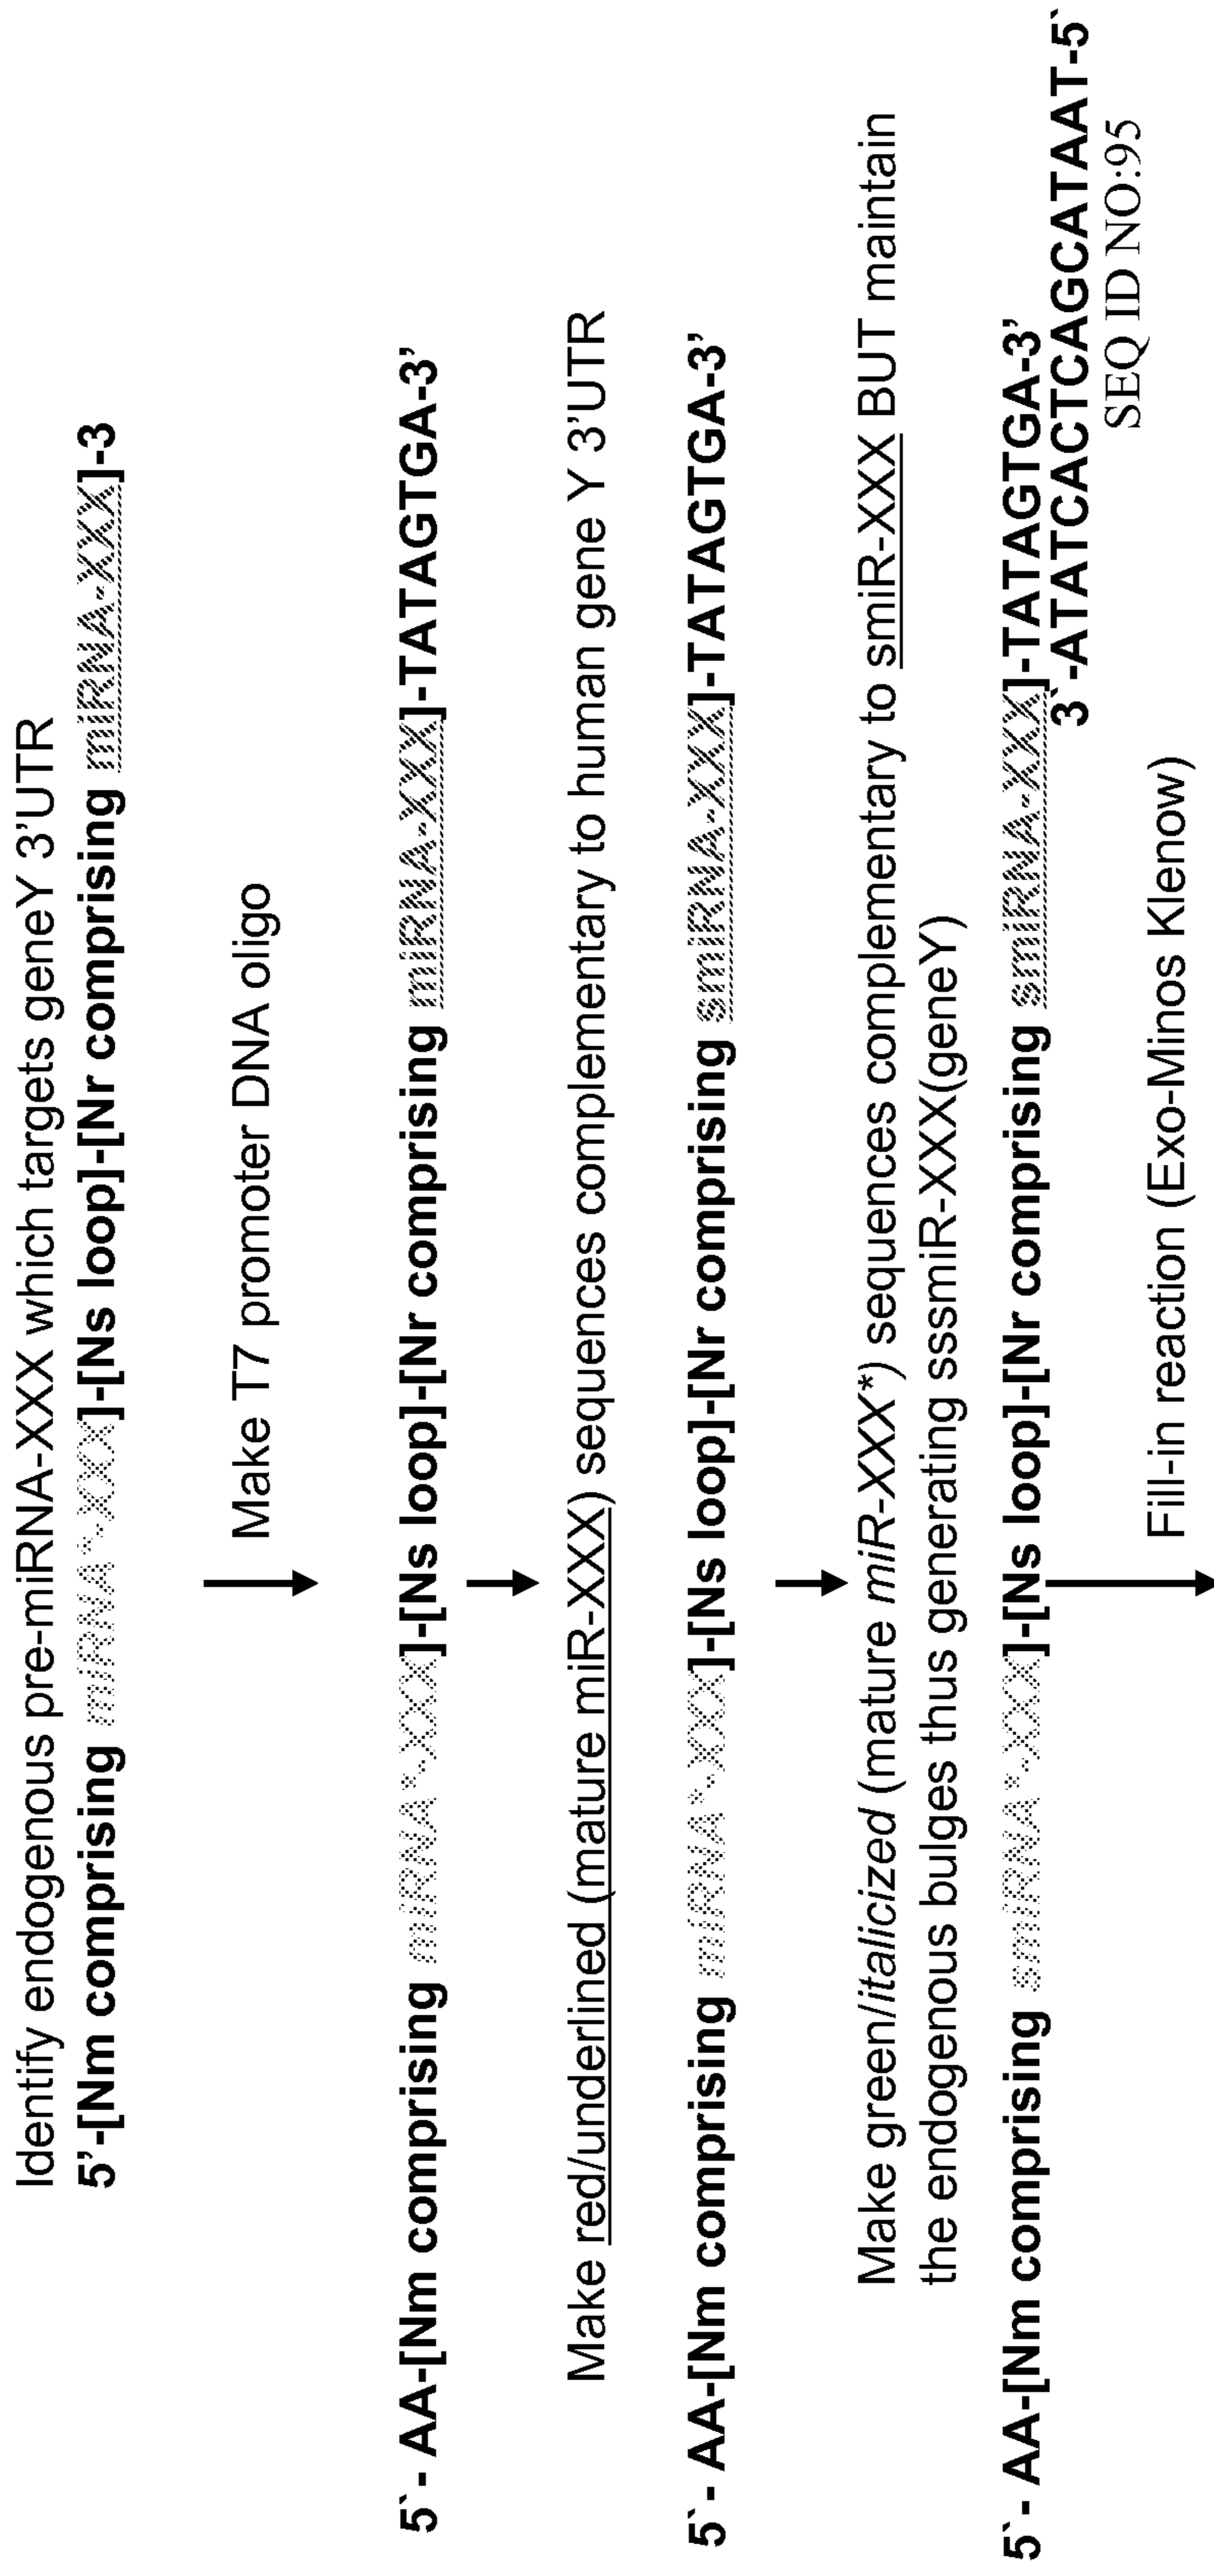 Identify endogenous pre-miRNA-XXX which targets geneY 3'UTR
5'-[Nm comprising miRNA*-XXX]-[Ns loop]-[Nr comprising miRNA-XXX]-3
Make T7 promoter DNA oligo
5`- AA-[Nm comprising miRNA*-XXX]-[Ns loop]-[Nr comprising miRNA-XXX]-TATAGTGA-3'
Make red/underlined (mature miR-XXX) sequences complementary to human gene Y 3'UTR
5`- AA-[Nm comprising miRNA*-XXX]-[Ns loop]-[Nr comprising smiRNA-XXX]-TATAGTGA-3'
Make green/italicized (mature miR-XXX*) sequences complementary to smiR-XXX BUT maintain
the endogenous bulges thus generating sssmiR-XXX(geneY)
5`- AA-[Nm comprising smiRNA*-XXX]-[Ns loop]-[Nr comprising smiRNA-XXX]-TATAGTGA-3'
3`-ATATCACTCAGCATAAT-5`
SEQ ID NO:95
Fill-in reaction (Exo-Minos Klenow)